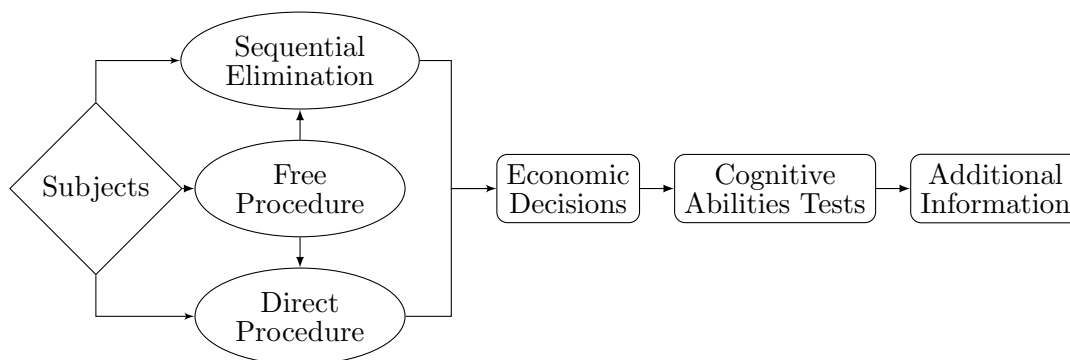 Sequential
Elimination
Subjects
Free
Procedure
Direct
Procedure
Economic
Decisions
Cognitive
Abilities Tests
Additional
Information